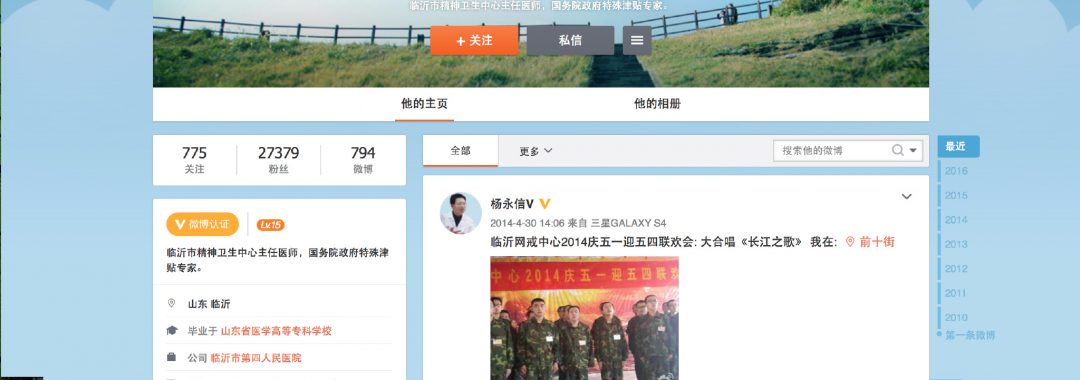 临沂市精神卫生中心主任医师，国务院政府特殊津贴专家。
+ 关注
私信
他的主页
他的相册
775
27379
794
关注
粉丝
微博
微博认证
Lv15
临沂市精神卫生中心主任医师，国务院政府特殊津
贴专家。
山东 临沂
毕业于 山东省医学高等专科学校
公司 临沂市第四人民医院
全部
更多
搜索他的微博
杨永信V
2014-4-30 14:06 来自 三星GALAXY S4
临沂网戒中心2014庆五一迎五四联欢会: 大合唱《长江之歌》 我在: 前十街
中心2014庆五一迎五四联欢
最近
2016
2015
2014
2013
2012
2011
2010
第一条微博